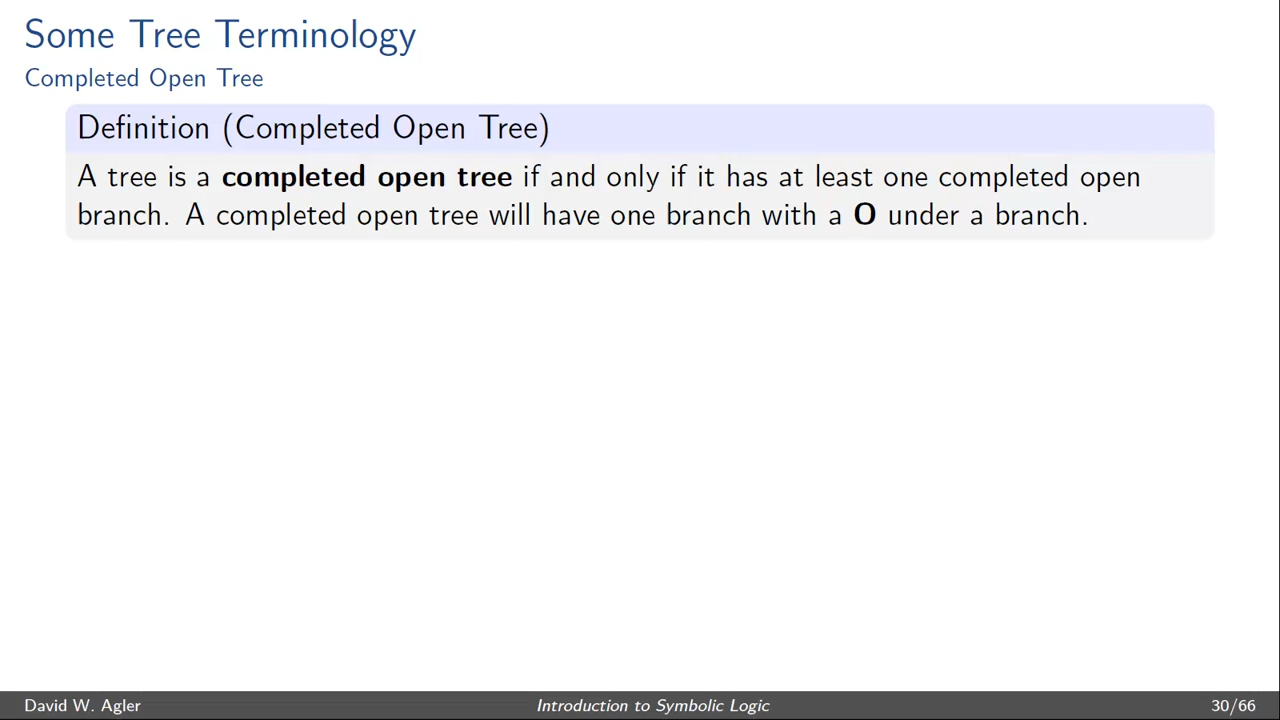 Some Tree Terminology
Completed Open Tree
Definition (Completed Open Tree)
A tree is a completed open tree if and only if it has at least one completed open
branch. A completed open tree will have one branch with a O under a branch.
David W. Agler
Introduction to Symbolic Logic
30/66